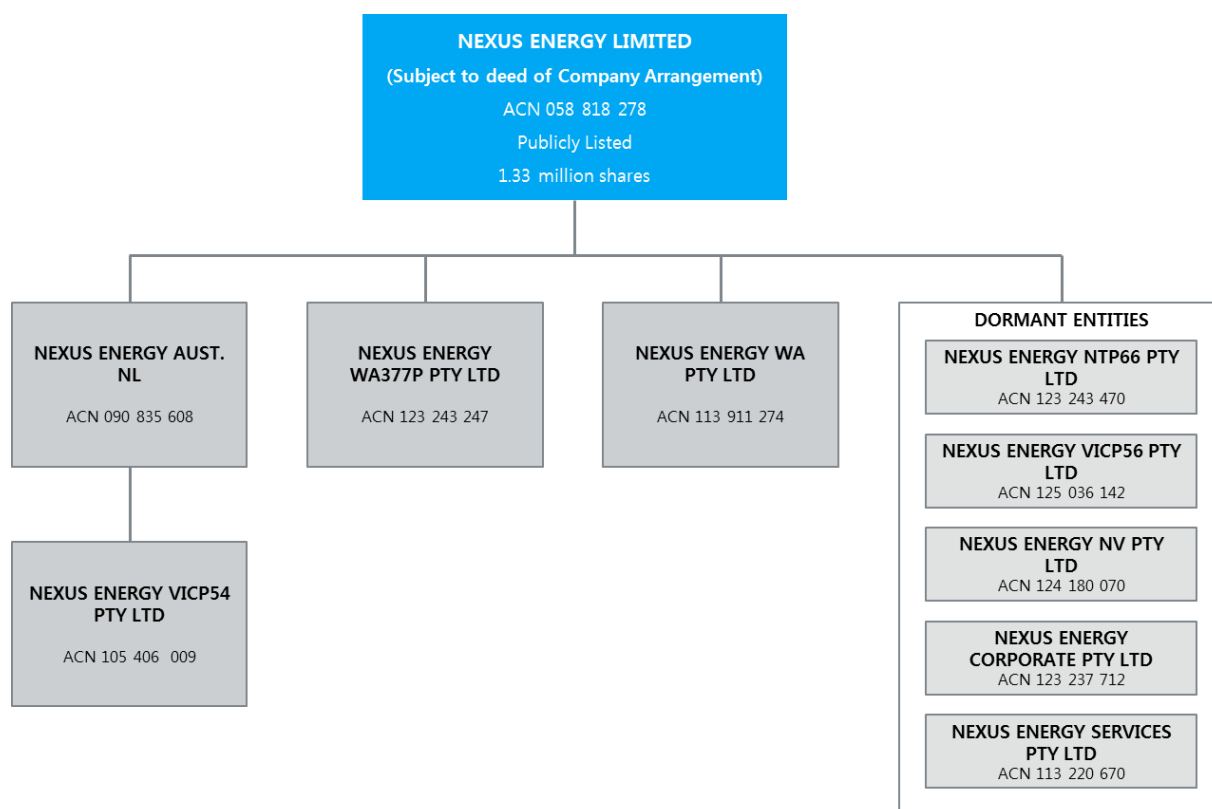 NEXUS ENERGY LIMITED
(Subject to deed of Company Arrangement)
ACN 058 818 278
Publicly Listed
1.33 million shares
NEXUS ENERGY AUST.
NL
ACN 090 835 608
NEXUS ENERGY
WA377P PTY LTD
ACN 123 243 247
NEXUS ENERGY WA
PTY LTD
ACN 113 911 274
DORMANT ENTITIES
NEXUS ENERGY NTP66 PTY
LTD
ACN 123 243 470
NEXUS ENERGY VICP56 PTY
LTD
ACN 125 036 142
NEXUS ENERGY NV PTY
LTD
ACN 124 180 070
NEXUS ENERGY
CORPORATE PTY LTD
ACN 123 237 712
NEXUS ENERGY SERVICES
PTY LTD
ACN 113 220 670
NEXUS ENERGY VICP54
PTY LTD
ACN 105 406 009